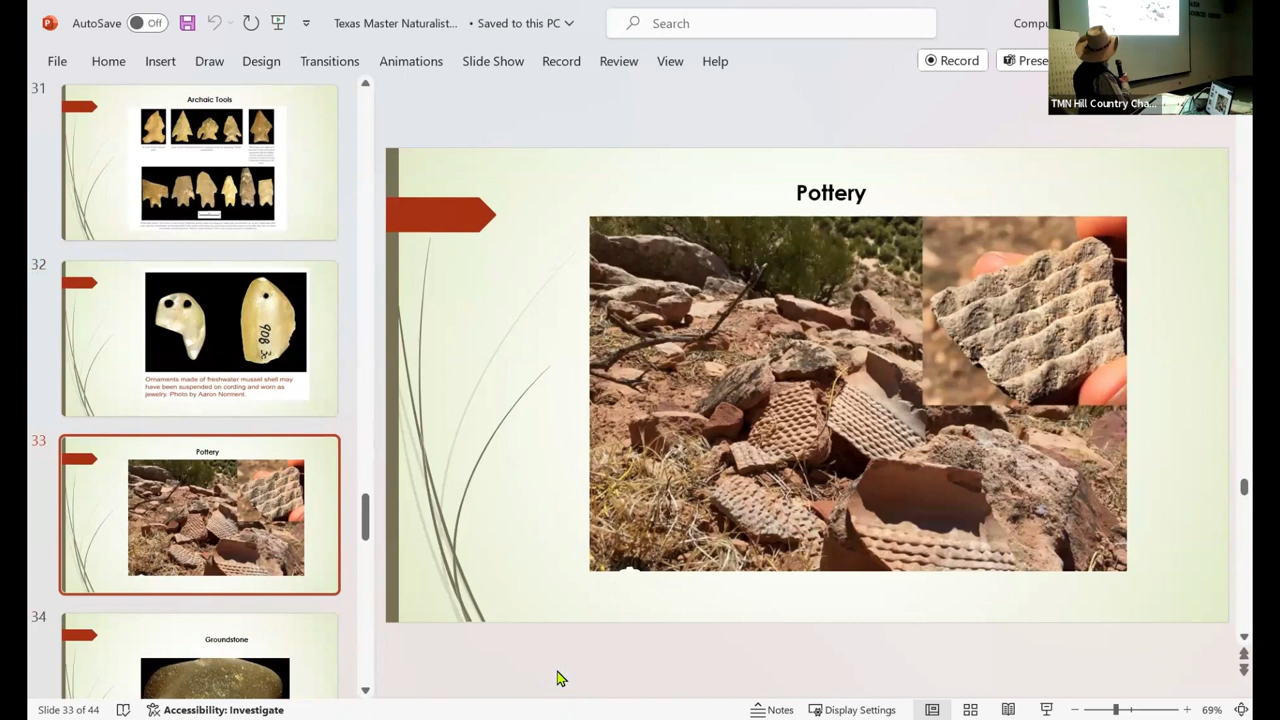 AutoSave Off
Texas Master Naturalist... • Saved to this PC
Search
Compu
File Home Insert Draw Design Transitions Animations Slide Show Record Review View Help
Record
Prese
TMN Hill Country Cha...
31
Archaic Tools
32
908
Ornaments made of freshwater mussel shell may
have been suspended on cording and worn as
jewelry. Photo by Aaron Norment.
33
Pottery
34
Groundstone
Pottery
Slide 33 of 44
Accessibility: Investigate
Notes
Display Settings
69%